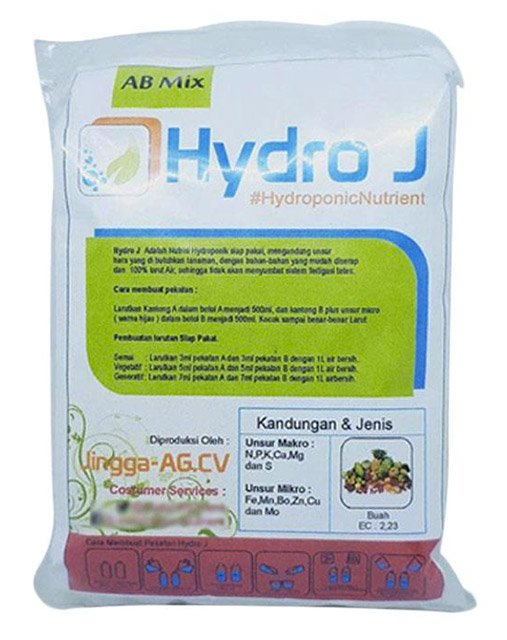 AB Mix
Hydro J
#HydroponicNutrient
Hydro J Adalah Nutrisi Hydroponik siap pakai, mengandung unsur
hara yang di butuhkan tanaman, dengan bahan-bahan yang mudah diserap
dan 100% larut Air, sehingga tidak akan menyumbat sistem fertigasi tetes.
Cara membuat pekatan :
Larutkan Kantong A dalam botol A menjadi 500ml, dan kantong B plus unsur mikro
( warna hijau ) dalam botol B menjadi 500ml, Kocok sampai benar-benar Larut
Pembuatan larutan Siap Pakai.
Semai : Larutkan 3ml pekatan A dan 3ml pekatan B dengan 1L air bersih.
Vegetatif : Larutkan 5ml pekatan A dan 5ml pekatan B dengan 1L air bersih.
Generatif : Larutkan 7ml pekatan A dan 7ml pekatan B dengan 1L airbersih.
Diproduksi Oleh :
Jingga-AG.CV
Costumer Services :
Kandungan & Jenis
Unsur Makro :
N,P,K,Ca,Mg
dan S
Unsur Mikro :
Fe,Mn,Bo,Zn,Cu
dan Mo
Buah
EC : 2,23
Cara Membuat Pekatan Hydro J